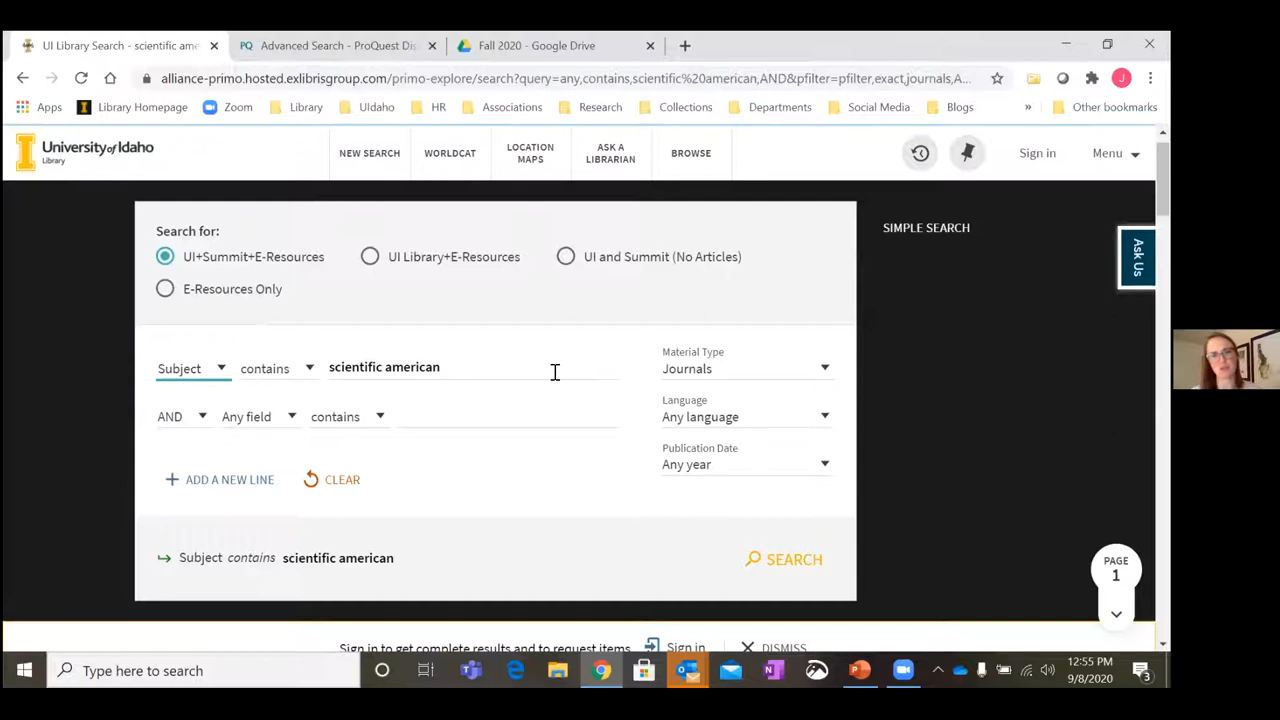 UI Library Search - scientific ame
PQ Advanced Search - ProQuest Dis
Fall 2020 - Google Drive
alliance-primo.hosted.exlibrisgroup.com/primo-explore/search?query=any,contains,scientific%20american,AND&pfilter=pfilter,exact,journals,A... J
Apps I Library Homepage Zoom Library UIdaho HR Associations Research Collections Departments Social Media Blogs » Other bookmarks
I University of Idaho
Library
NEW SEARCH
WORLDCAT
LOCATION
MAPS
ASK A
LIBRARIAN
BROWSE
Sign in
Menu
Search for:
UI+Summit+E-Resources UI Library+E-Resources UI and Summit (No Articles)
E-Resources Only
SIMPLE SEARCH
Ask Us
Subject contains scientific american
AND Any field contains
+ ADD A NEW LINE CLEAR
Material Type
Journals
Language
Any language
Publication Date
Any year
Subject contains scientific american
SEARCH
PAGE
1
Sign in to get complete results and to request items Sign in DISMISS
Type here to search
12:55 PM
9/8/2020
3